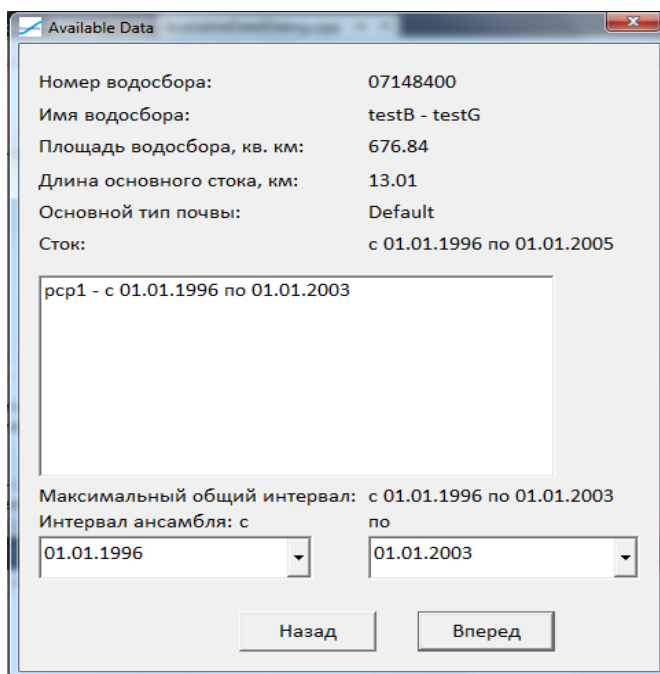 Available Data
Номер водосбора: 07148400
Имя водосбора: testB - testG
Площадь водосбора, кв. км: 676.84
Длина основного стока, км: 13.01
Основной тип почвы: Default
Сток: с 01.01.1996 по 01.01.2005
pcp1 - с 01.01.1996 по 01.01.2003
Максимальный общий интервал: с 01.01.1996 по 01.01.2003
Интервал ансамбля: с по
01.01.1996 01.01.2003
Назад Вперед